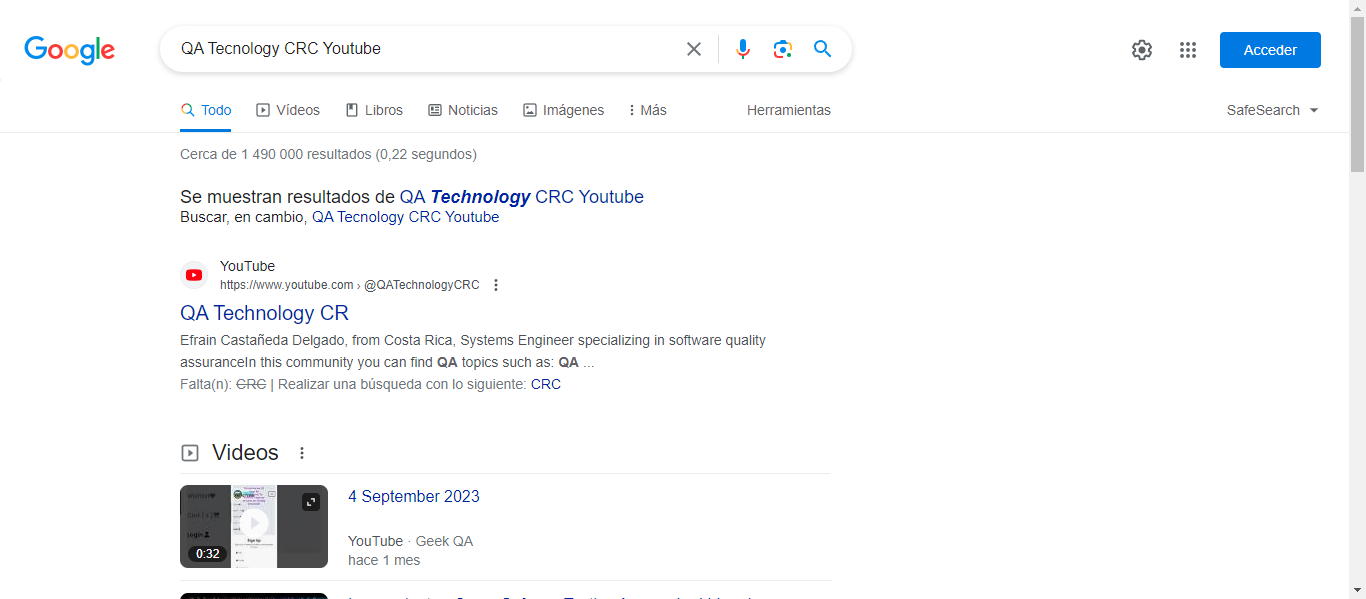 Google
QA Tecnology CRC Youtube
Acceder
Todo
Vídeos
Libros
Noticias
Imágenes
Más
Herramientas
SafeSearch
Cerca de 1 490 000 resultados (0,22 segundos)
Se muestran resultados de QA Technology CRC Youtube
Buscar, en cambio, QA Tecnology CRC Youtube
YouTube
https://www.youtube.com › @QATechnologyCRC
QA Technology CR
Efrain Castañeda Delgado, from Costa Rica, Systems Engineer specializing in software quality
assuranceIn this community you can find QA topics such as: QA ...
Falta(n): CRC | Realizar una búsqueda con lo siguiente: CRC
Videos
4 September 2023
0:32
YouTube · Geek QA
hace 1 mes